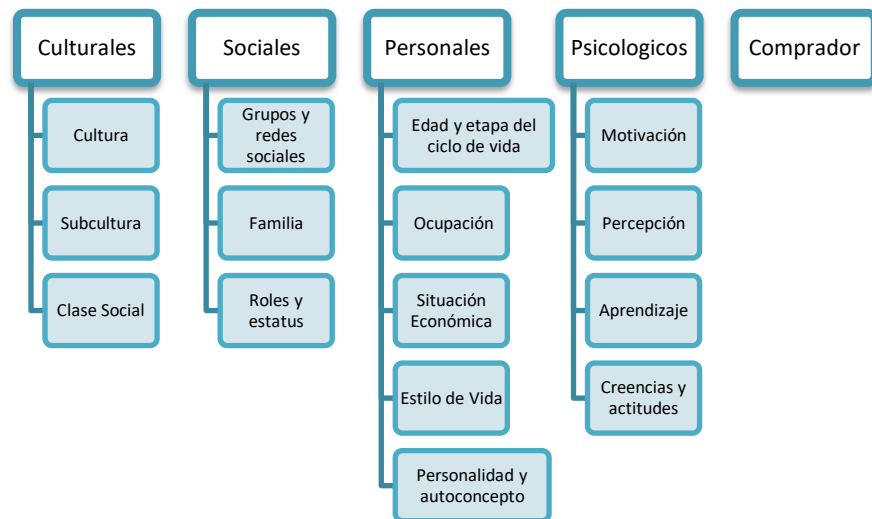 Culturales
Cultura
Subcultura
Clase Social
Sociales
Grupos y
redes
sociales
Familia
Roles y
estatus
Personales
Edad y etapa del
ciclo de vida
Ocupación
Situación
Económica
Estilo de Vida
Personalidad y
autoconcepto
Psicologicos
Motivación
Percepción
Aprendizaje
Creencias y
actitudes
Comprador